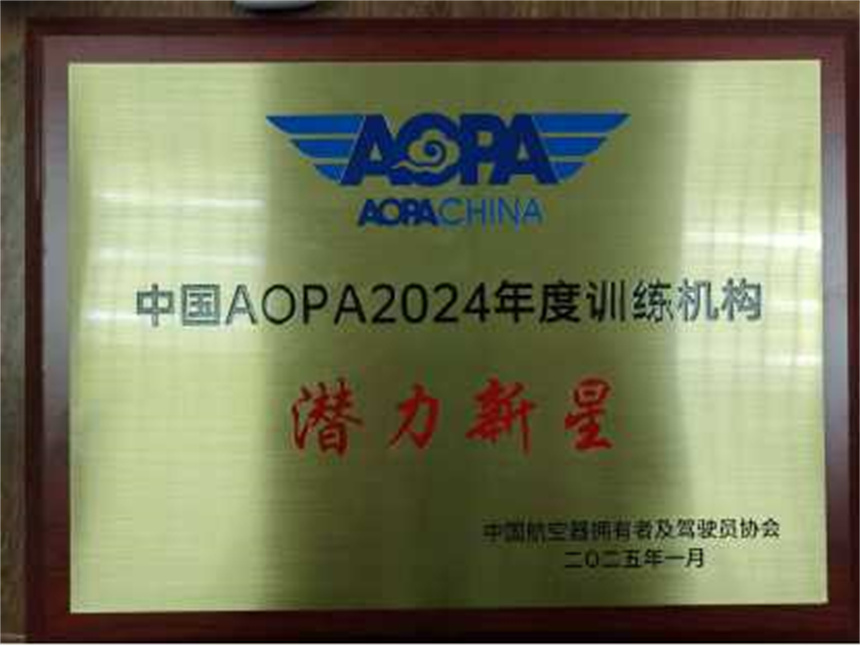 AOPA
AOPA CHINA
中国AOPA2024年度训练机构
潜力新星
中国航空器拥有者及驾驶员协会
二〇二五年一月